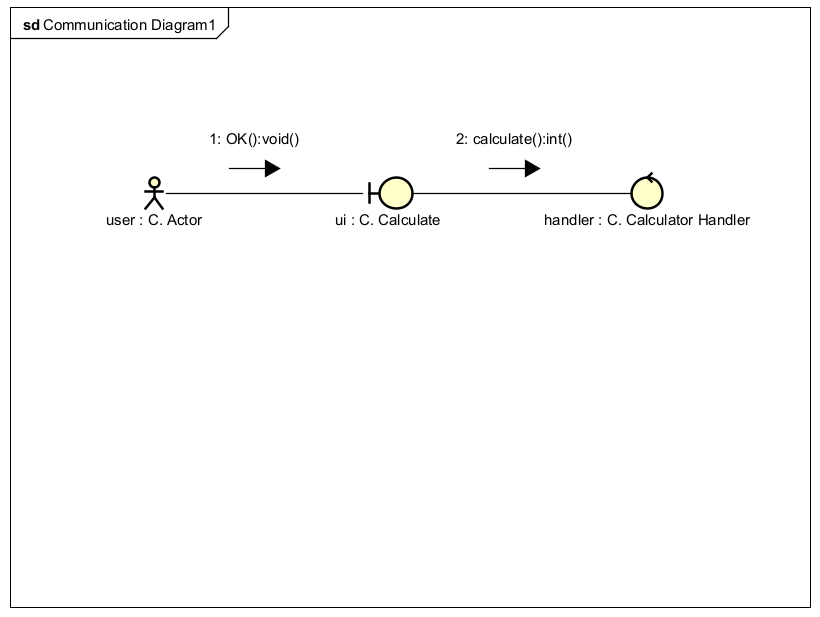 sd Communication Diagram1
1: OK():void()
2: calculate():int()
user : C. Actor
ui : C. Calculate
handler : C. Calculator Handler